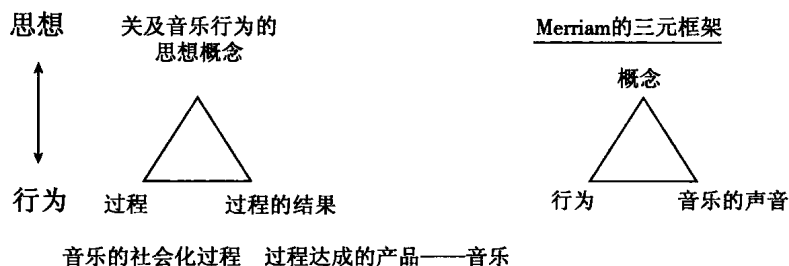 思想
关及音乐行为的
思想概念
Merriam的三元框架
概念
行为
过程
过程的结果
行为
音乐的声音
音乐的社会化过程 过程达成的产品——音乐